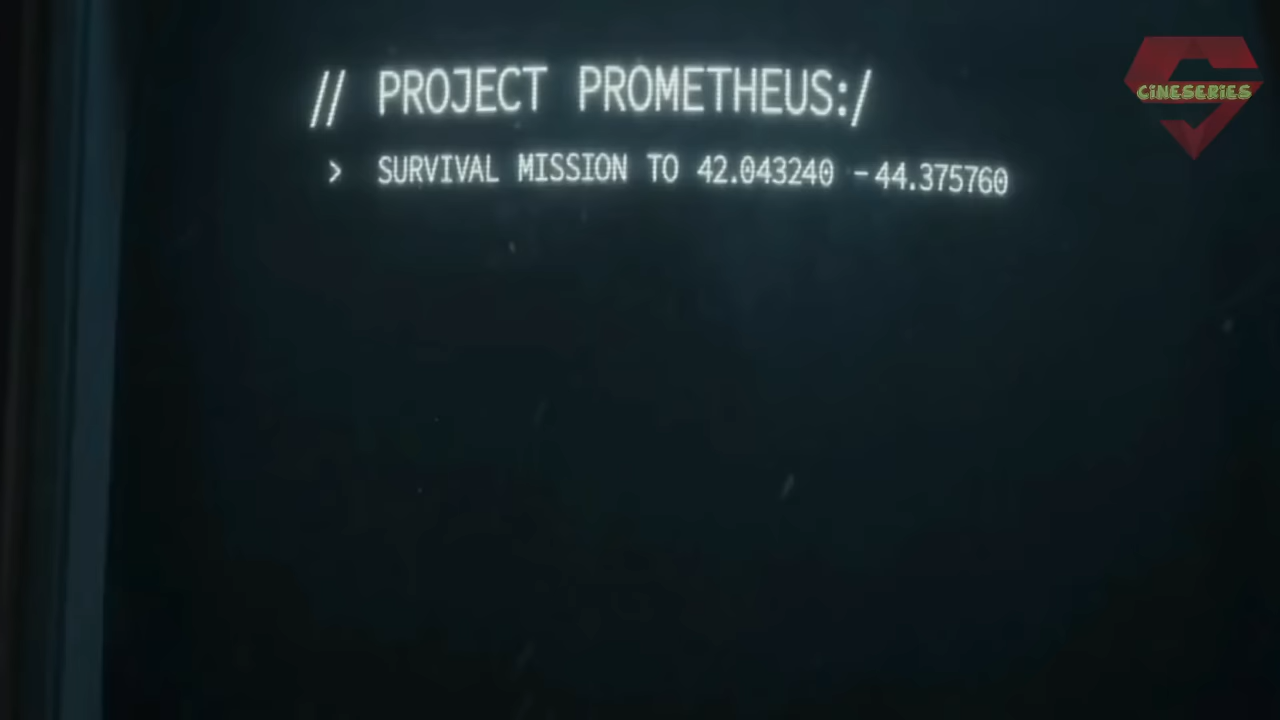 // PROJECT PROMETHEUS:/
> SURVIVAL MISSION TO 42.043240 -44.375760
CINESERIES